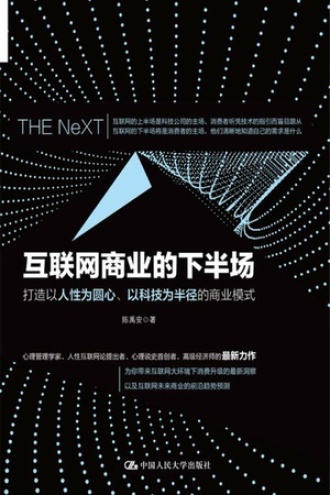 THE NeXT
互联网的上半场是科技公司的主场、消费者听凭技术的指引而盲目跟从
互联网的下半场将是消费者的主场、他们清晰地知道自己的需求是什么
互联网商业的下半场
打造以人性为圆心、以科技为半径的商业模式
陈禹安◎著
心理管理学家、人性互联网论提出者、心理说史首创者、高级经济师的最新力作
为你带来互联网大环境下消费升级的最新洞察
以及互联网未来商业的前沿趋势预测
中国人民大学出版社